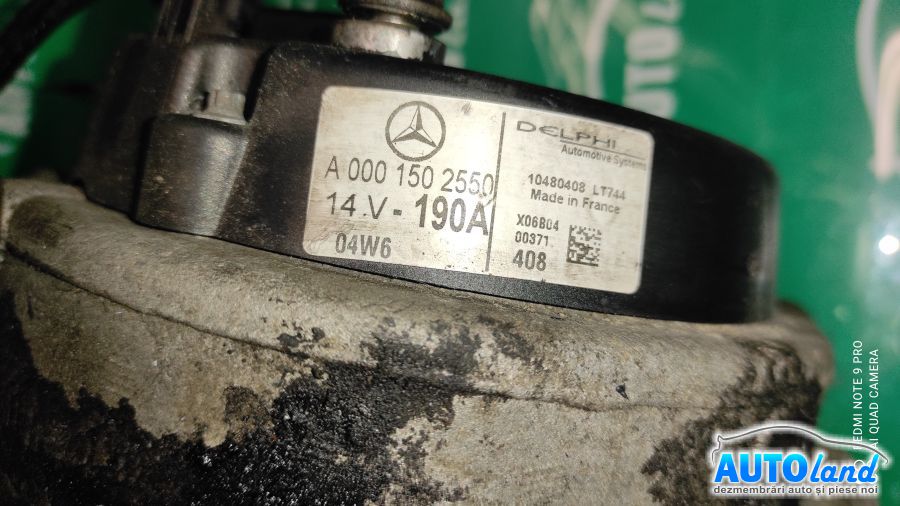 A 000 150 2550
14.V - 190A
04W6
DELPHI
Automotive Systems
10480408 LT744
Made in France
X06B04
00371
408
AUTOland
dezmembrări auto și piese noi
REDMI NOTE 9 PRO
AI QUAD CAMERA